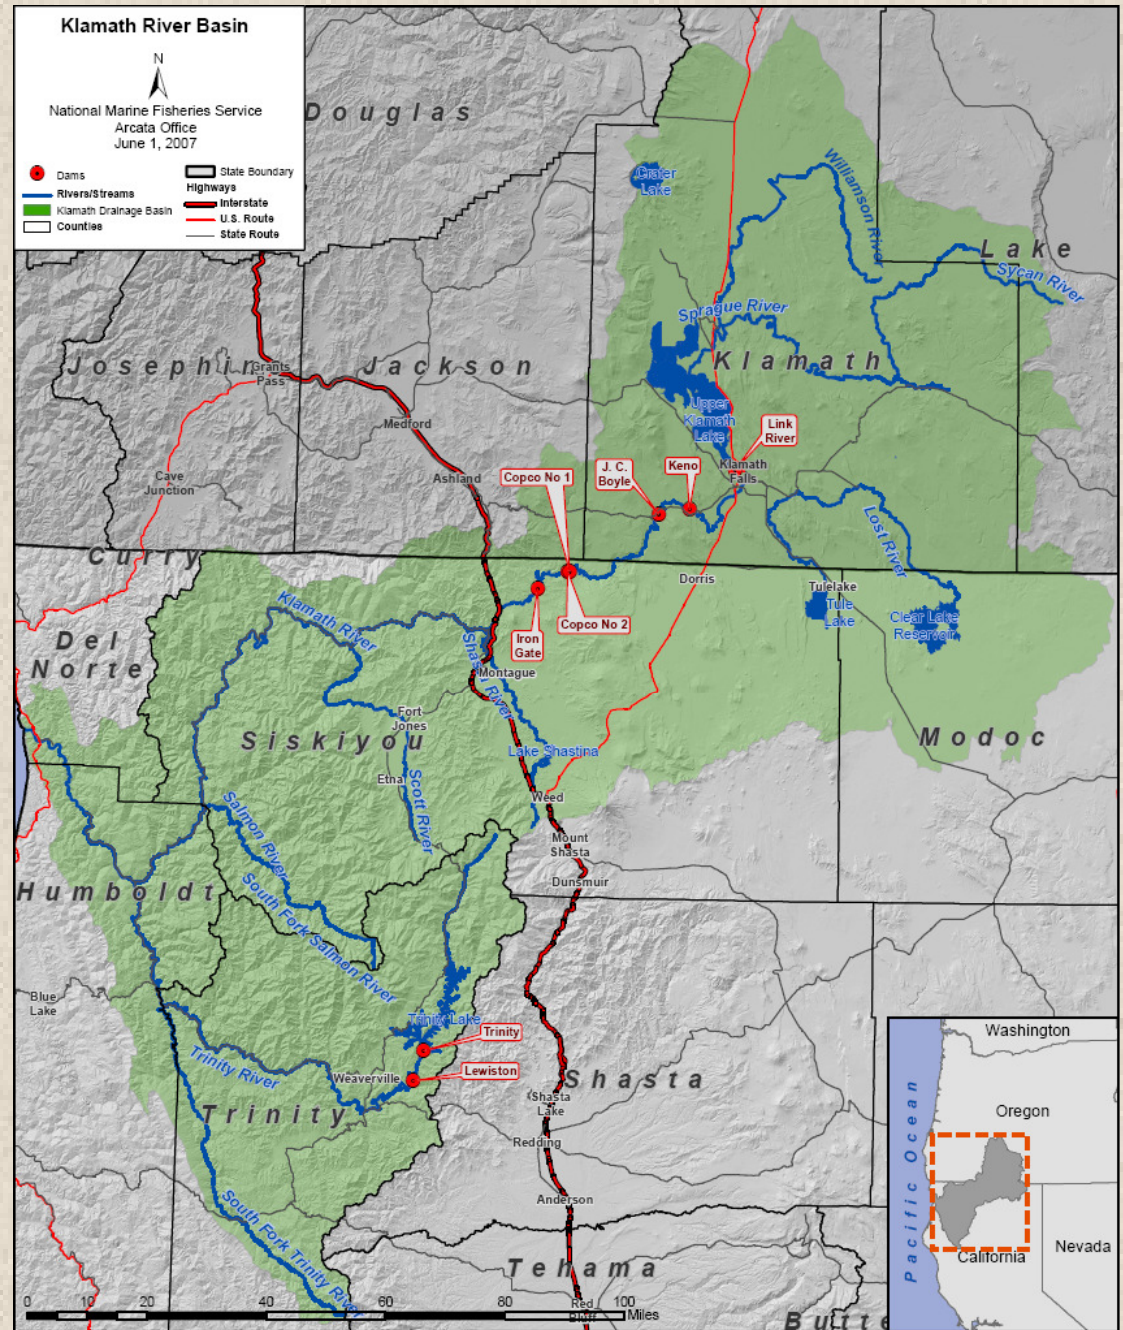 Klamath River Basin
N
National Marine Fisheries Service
Arcata Office
June 1, 2007
Dams
Rivers/Streams
Klamath Drainage Basin
Counties
State Boundary
Highways
Interstate
U.S. Route
State Route
Douglas
Crater
Lake
Williamson River
Lake
Sycan River
Sprague River
Josephin
Grants
Pass
Jackson
Klamath
Medford
Upper
Klamath
Lake
Link
River
Cave
Junction
Ashland
Copco No 1
J. C.
Boyle
Keno
Klamath
Falls
Lost River
Curry
Dorris
Tulelake
Tule
Lake
Clear Lake
Reservoir
Klamath River
Copco No 2
Iron
Gate
Del
Norte
Shasta River
Montague
Fort
Jones
Siskiyou
Modoc
Lake Shastina
Etna
Scott River
Weed
Salmon River
Mount
Shasta
Dunsmuir
Humboldt
South Fork Salmon River
Blue
Lake
Trinity Lake
Trinity
Trinity River
Weaverville
Lewiston
Shasta
Trinity
Shasta
Lake
Redding
Anderson
South Fork Trinity River
Tehama
Red
Bluff
Butte
0 10 20 40 60 80 100
Miles
Washington
Oregon
Pacific Ocean
California
Nevada